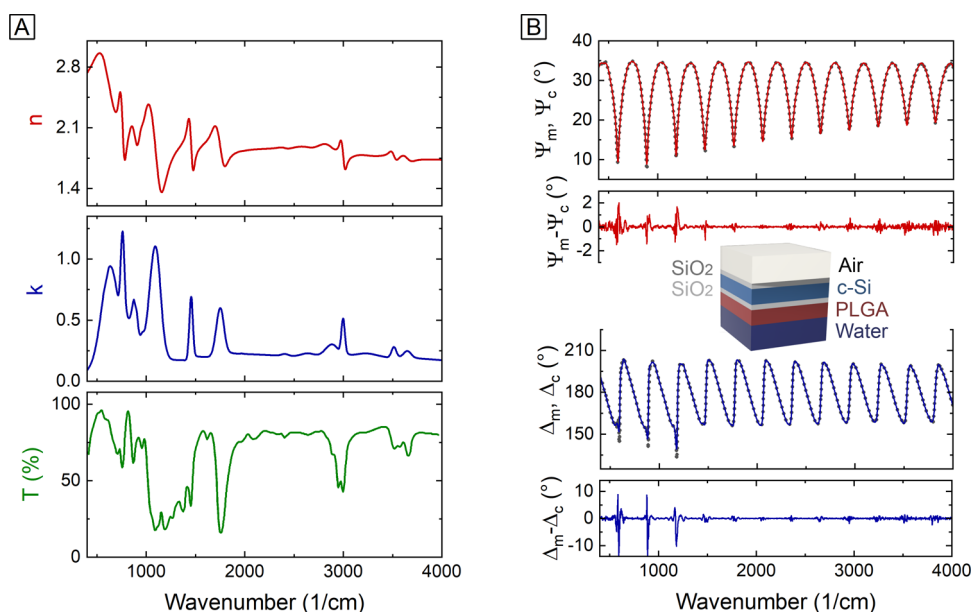 A
2.8
2.1
1.4
n
1.0
0.5
0.0
k
100
50
0
T (%)
1000 2000 3000 4000
Wavenumber (1/cm)
B
40
30
20
10
0
Ψm, Ψc (°)
2
0
-2
Ψm-Ψc (°)
SiO2
SiO2
Air
c-Si
PLGA
Water
210
180
150
Δm, Δc (°)
10
0
-10
Δm-Δc (°)
1000 2000 3000 4000
Wavenumber (1/cm)